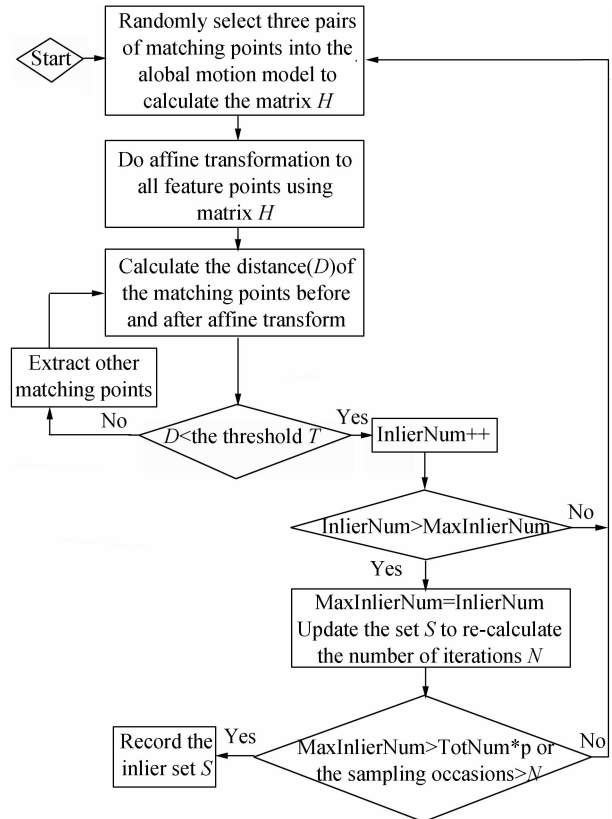 Start
Randomly select three pairs
of matching points into the
alobal motion model to
calculate the matrix H
Do affine transformation to
all feature points using
matrix H
Calculate the distance(D)of
the matching points before
and after affine transform
Extract other
matching points
No
D<the threshold T
Yes
InlierNum++
InlierNum>MaxInlierNum
No
Yes
MaxInlierNum=InlierNum
Update the set S to re-calculate
the number of iterations N
MaxInlierNum>TotNum*p or
the sampling occasions>N
No
Yes
Record the
inlier set S